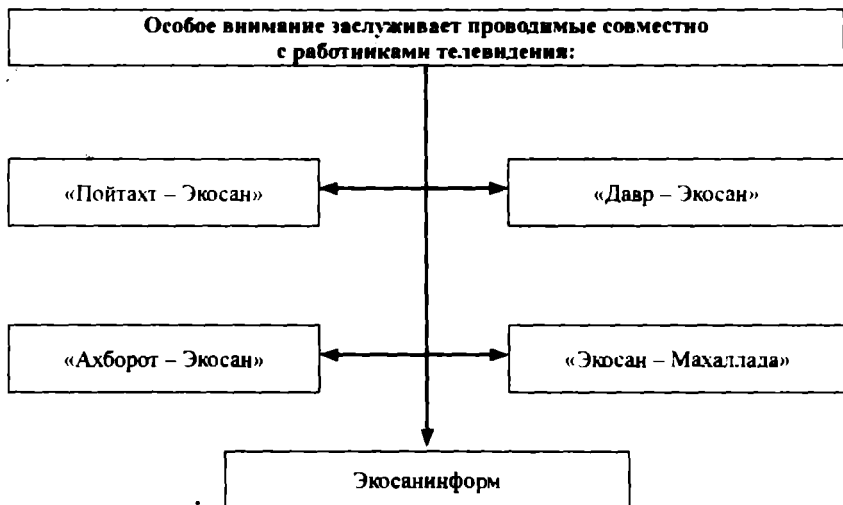 Особое внимание заслуживает проводимые совместно
с работниками телевидения:
«Пойтахт – Экосан»
«Давр – Экосан»
«Ахборот – Экосан»
«Экосан – Махаллада»
Экосанинформ